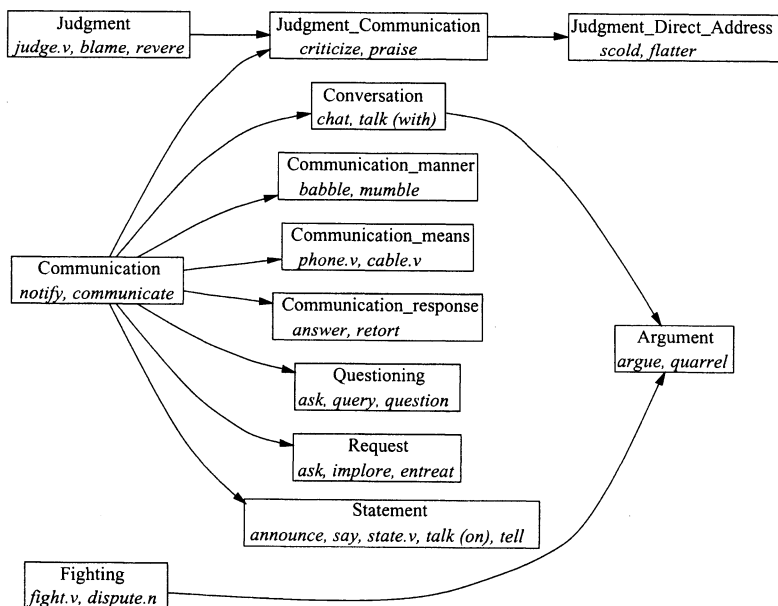 Judgment
judge.v, blame, revere
Judgment_Communication
criticize, praise
Judgment_Direct_Address
scold, flatter
Conversation
chat, talk (with)
Communication_manner
babble, mumble
Communication_means
phone.v, cable.v
Communication
notify, communicate
Communication_response
answer, retort
Argument
argue, quarrel
Questioning
ask, query, question
Request
ask, implore, entreat
Statement
announce, say, state.v, talk (on), tell
Fighting
fight.v, dispute.n